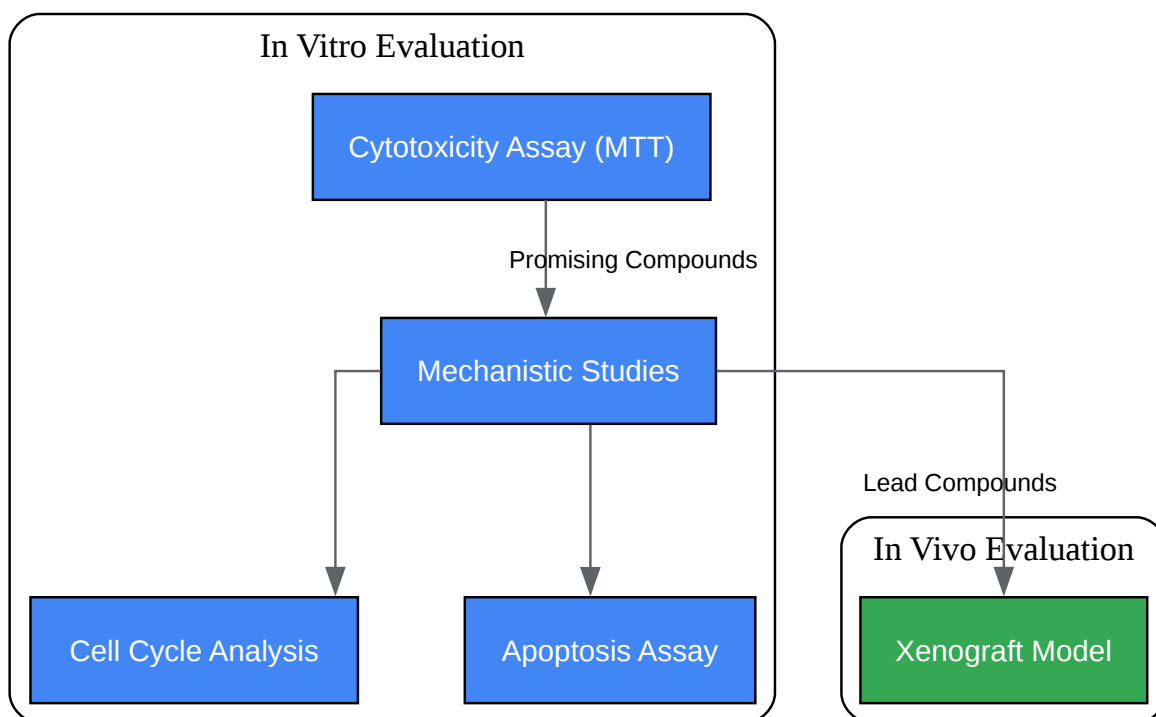 In Vitro Evaluation
Cytotoxicity Assay (MTT)
Promising Compounds
Mechanistic Studies
Lead Compounds
In Vivo Evaluation
Cell Cycle Analysis
Apoptosis Assay
Xenograft Model